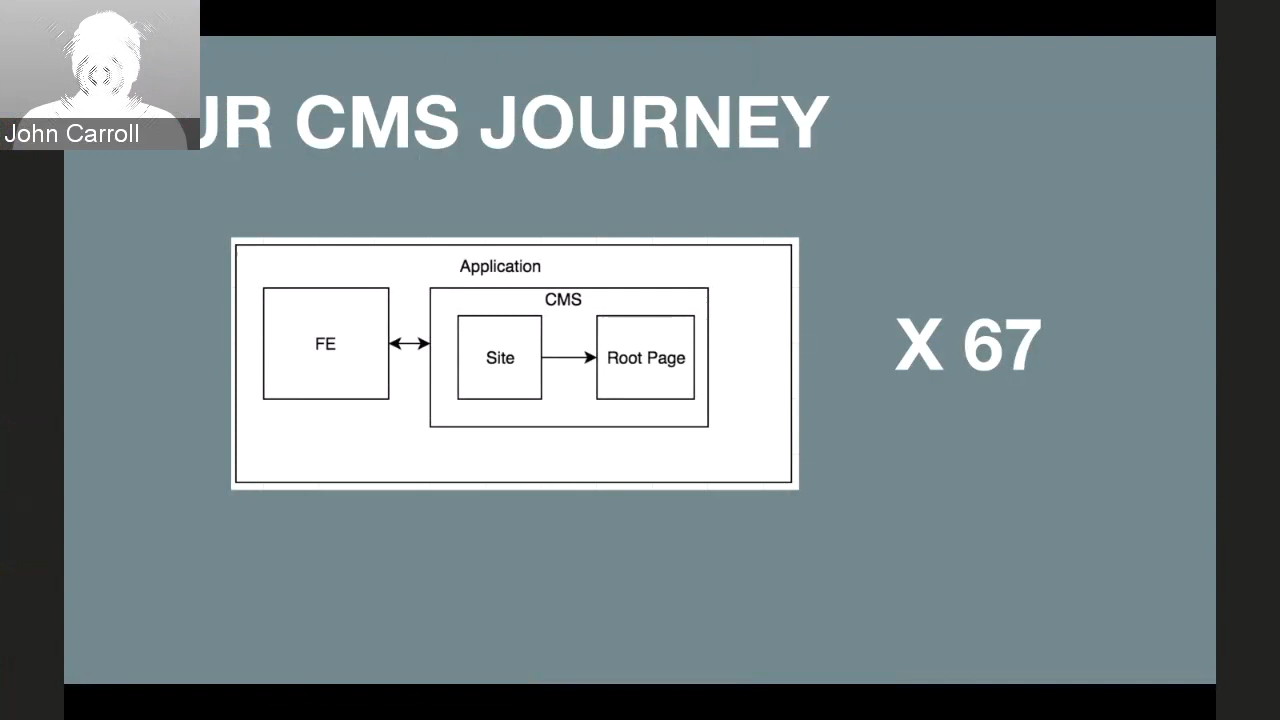 John Carroll
UR CMS JOURNEY
Application
CMS
FE
Site
Root Page
X 67